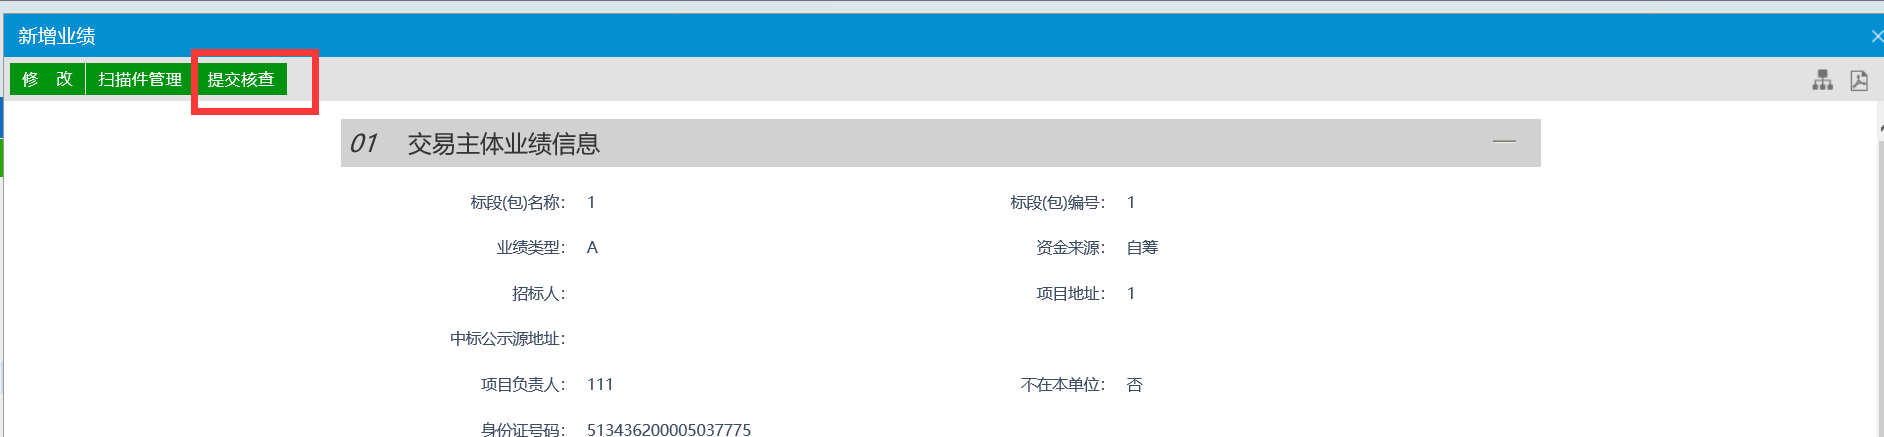 新增业绩
修 改 扫描件管理 提交核查
01 交易主体业绩信息
标段(包)名称： 1 标段(包)编号： 1
业绩类型： A 资金来源： 自筹
招标人： 项目地址： 1
中标公示源地址：
项目负责人： 111 不在本单位： 否
身份证号码： 513436200005037775